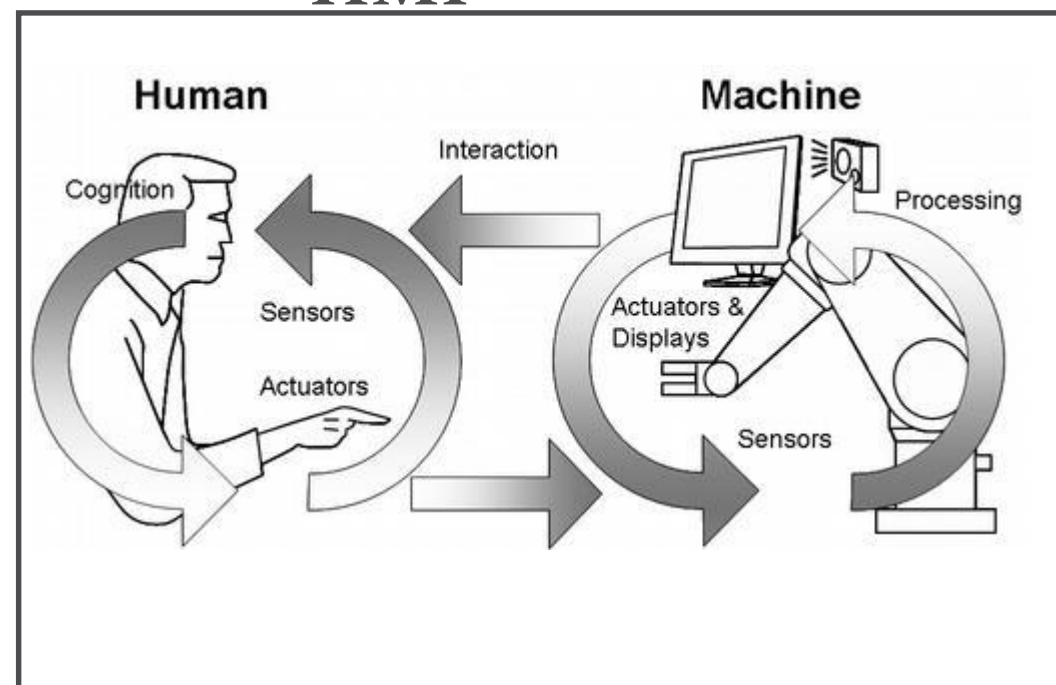 Human
Machine
Interaction
Cognition
Processing
Sensors
Actuators &
Displays
Actuators
Sensors